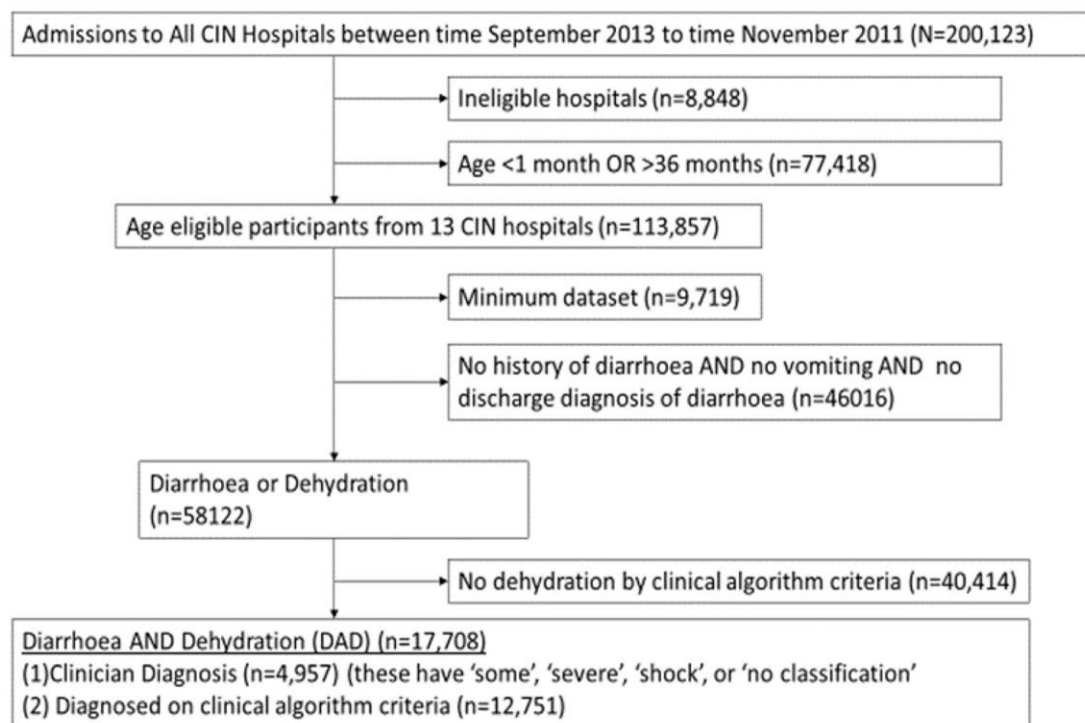 Admissions to All CIN Hospitals between time September 2013 to time November 2011 (N=200,123)
Ineligible hospitals (n=8,848)
Age <1 month OR >36 months (n=77,418)
Age eligible participants from 13 CIN hospitals (n=113,857)
Minimum dataset (n=9,719)
No history of diarrhoea AND no vomiting AND no
discharge diagnosis of diarrhoea (n=46016)
Diarrhoea or Dehydration
(n=58122)
No dehydration by clinical algorithm criteria (n=40,414)
Diarrhoea AND Dehydration (DAD) (n=17,708)
(1)Clinician Diagnosis (n=4,957) (these have ‘some’, ‘severe’, ‘shock’, or ‘no classification’
(2) Diagnosed on clinical algorithm criteria (n=12,751)